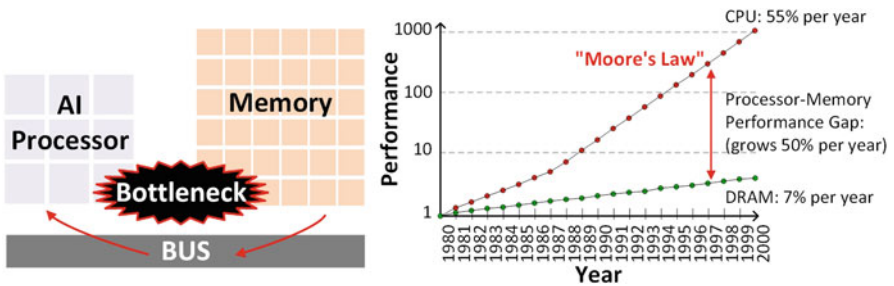 AI
Processor
Memory
Bottleneck
BUS
Performance
1000
100
10
1
"Moore's Law"
CPU: 55% per year
Processor-Memory
Performance Gap:
(grows 50% per year)
DRAM: 7% per year
1980
1981
1982
1983
1984
1985
1986
1987
1988
1989
1990
1991
1992
1993
1994
1995
1996
1997
1998
1999
2000
Year